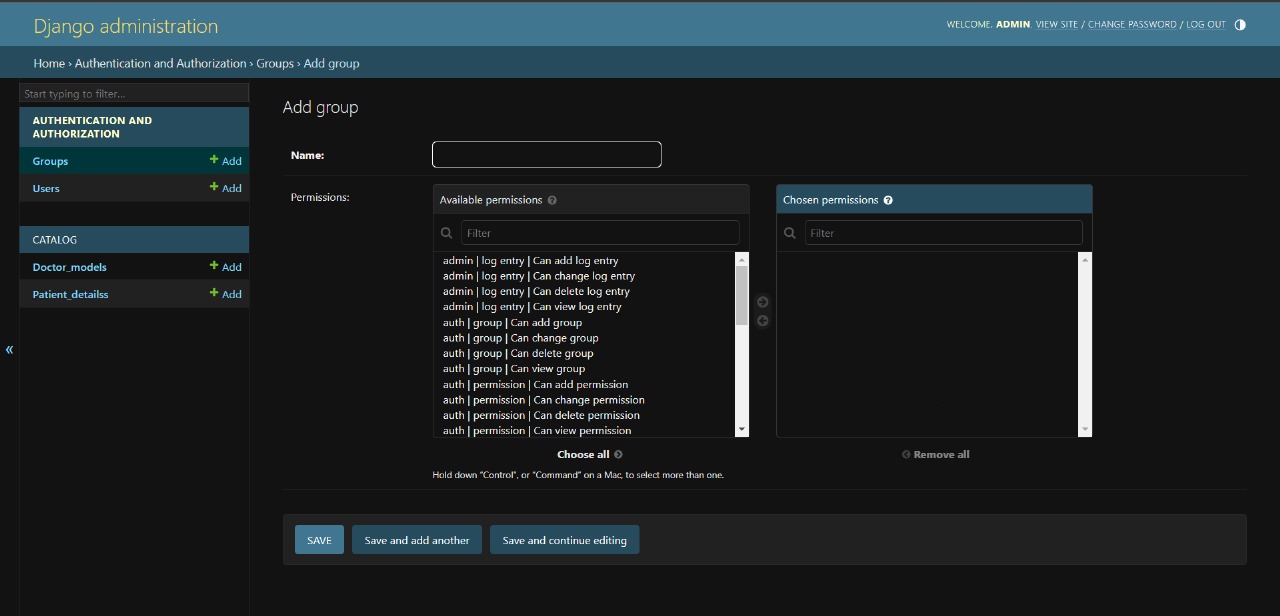 Django administration
WELCOME, ADMIN. VIEW SITE / CHANGE PASSWORD / LOG OUT
Home › Authentication and Authorization › Groups › Add group
Start typing to filter...
AUTHENTICATION AND
AUTHORIZATION
Groups + Add
Users + Add
CATALOG
Doctor_models + Add
Patient_detailss + Add
«
Add group
Name:
Permissions:
Available permissions ?
Filter
admin | log entry | Can add log entry
admin | log entry | Can change log entry
admin | log entry | Can delete log entry
admin | log entry | Can view log entry
auth | group | Can add group
auth | group | Can change group
auth | group | Can delete group
auth | group | Can view group
auth | permission | Can add permission
auth | permission | Can change permission
auth | permission | Can delete permission
auth | permission | Can view permission
Choose all
Hold down “Control”, or “Command” on a Mac, to select more than one.
Chosen permissions ?
Filter
Remove all
SAVE
Save and add another
Save and continue editing